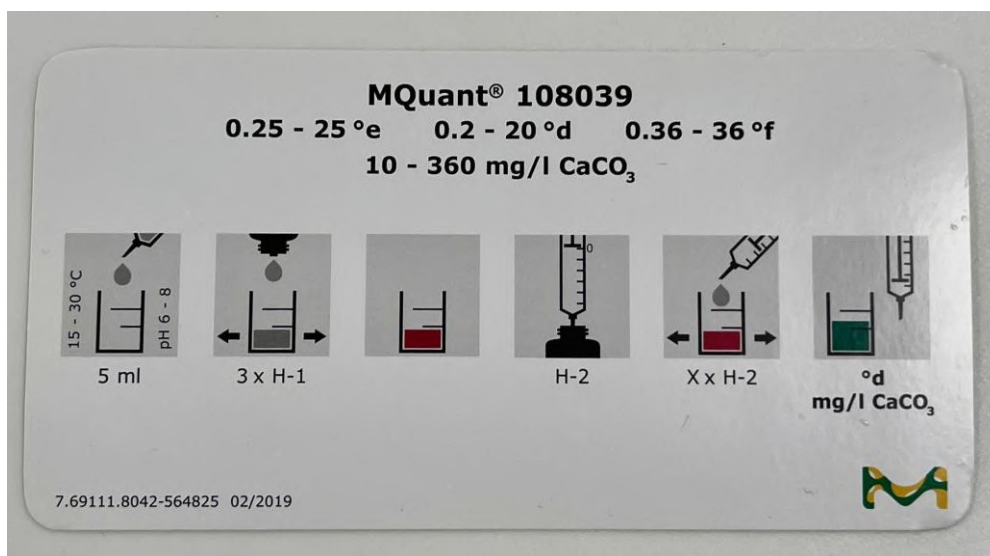 MQuant® 108039
0.25 - 25 °e 0.2 - 20 °d 0.36 - 36 °f
10 - 360 mg/l CaCO₃
15 - 30 °C
pH 6 - 8
0
5 ml 3 x H-1 H-2 X x H-2 °d
mg/l CaCO₃
7.69111.8042-564825 02/2019
M